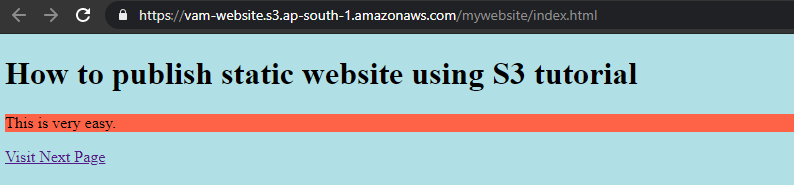 https://vam-website.s3.ap-south-1.amazonaws.com/mywebsite/index.html
How to publish static website using S3 tutorial
This is very easy.
Visit Next Page